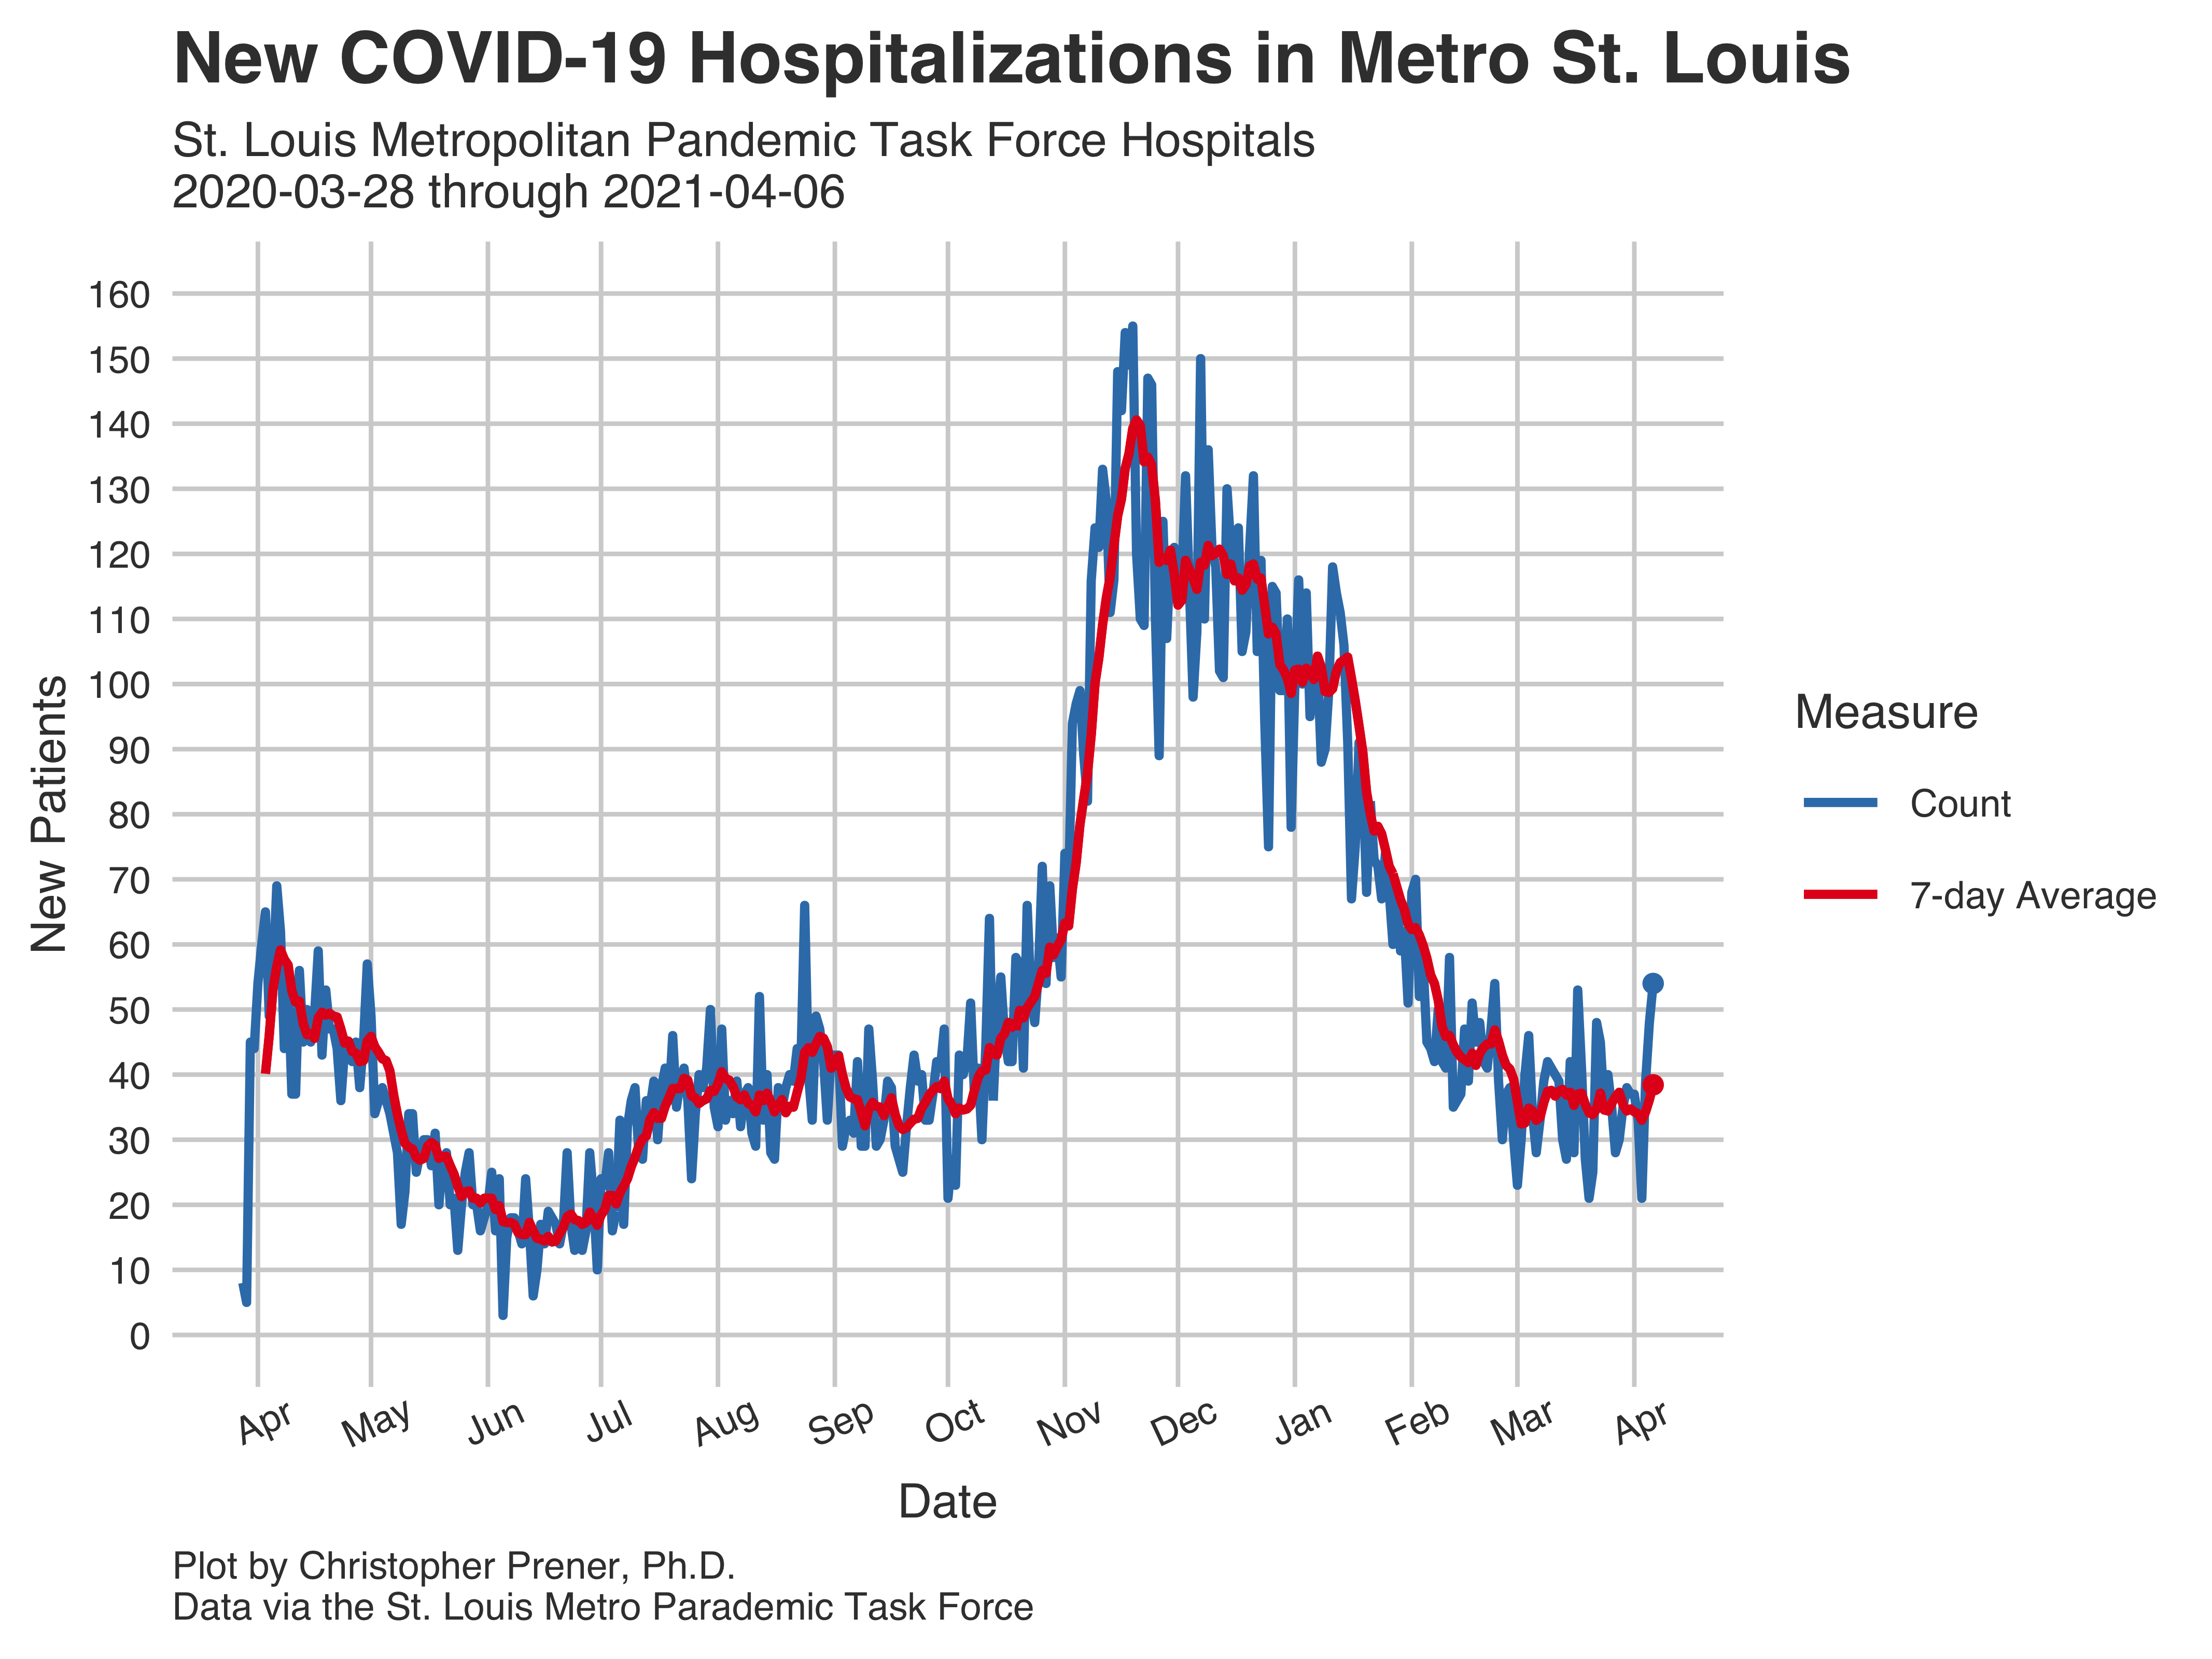 New COVID-19 Hospitalizations in Metro St. Louis
St. Louis Metropolitan Pandemic Task Force Hospitals
2020-03-28 through 2021-04-06
160
150
140
130
120
110
100
90
80
70
60
50
40
30
20
10
0
New Patients
Apr
May
Jun
Jul
Aug
Sep
Oct
Nov
Dec
Jan
Feb
Mar
Apr
Date
Measure
Count
7-day Average
Plot by Christopher Prener, Ph.D.
Data via the St. Louis Metro Parademic Task Force